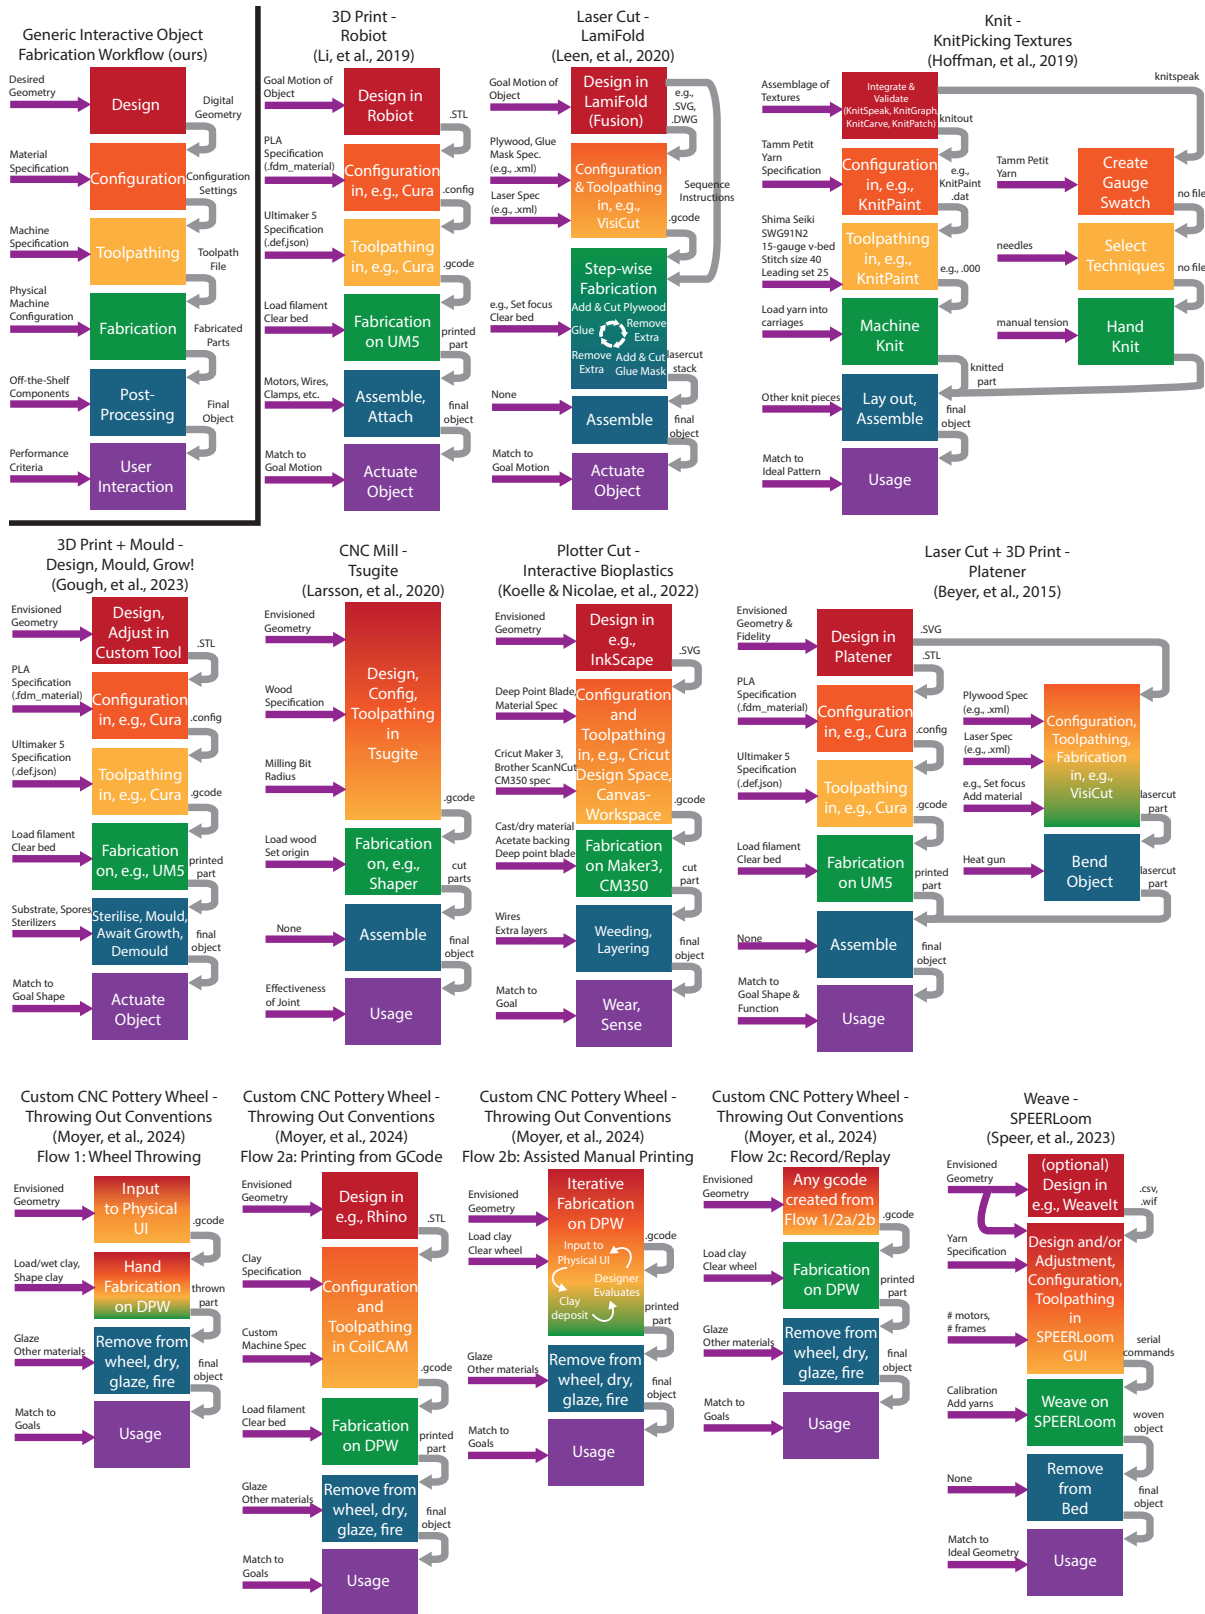 Generic Interactive Object
Fabrication Workflow (ours)
Desired
Geometry
Design
Digital
Geometry
Material
Specification
Configuration
Configuration
Settings
Machine
Specification
Toolpathing
Toolpath
File
Physical
Machine
Configuration
Fabrication
Fabricated
Parts
Off-the-Shelf
Components
Post-
Processing
Final
Object
Performance
Criteria
User
Interaction
3D Print -
Robiot
(Li, et al., 2019)
Goal Motion of
Object
Design in
Robiot
.STL
PLA
Specification
(.fdm_material)
Configuration
in, e.g., Cura
.config
Ultimaker 5
Specification
(.def.json)
Toolpathing
in, e.g., Cura
.gcode
Load filament
Clear bed
Fabrication
on UM5
printed
part
Motors, Wires,
Clamps, etc.
Assemble,
Attach
final
object
Match to
Goal Motion
Actuate
Object
Laser Cut -
LamiFold
(Leen, et al., 2020)
Goal Motion of
Object
Design in
LamiFold
(Fusion)
e.g.,
.SVG,
.DWG
Plywood, Glue
Mask Spec.
(e.g., .xml)
Laser Spec
(e.g., .xml)
Configuration
& Toolpathing
in, e.g.,
VisiCut
Sequence
Instructions
.gcode
e.g., Set focus
Clear bed
Step-wise
Fabrication
Add & Cut Plywood
Glue
Remove
Extra
Remove
Extra
Add & Cut
Glue Mask
lasercut
stack
None
Assemble
final
object
Match to
Goal Motion
Actuate
Object
Knit -
KnitPicking Textures
(Hoffman, et al., 2019)
Assemblage of
Textures
Integrate &
Validate
(KnitSpeak, KnitGraph,
KnitCarve, KnitPatch)
knitspeak
knitout
Tamm Petit
Yarn
Specification
Configuration
in, e.g.,
KnitPaint
e.g.,
KnitPaint
.dat
Shima Seiki
SWG91N2
15-gauge v-bed
Stitch size 40
Leading set 25
Toolpathing
in, e.g.,
KnitPaint
e.g., .000
Load yarn into
carriages
Machine
Knit
knitted
part
Tamm Petit
Yarn
Create
Gauge
Swatch
no file
needles
Select
Techniques
no file
manual tension
Hand
Knit
Other knit pieces
Lay out,
Assemble
final
object
Match to
Ideal Pattern
Usage
3D Print + Mould -
Design, Mould, Grow!
(Gough, et al., 2023)
Envisioned
Geometry
Design,
Adjust in
Custom Tool
.STL
PLA
Specification
(.fdm_material)
Configuration
in, e.g., Cura
.config
Ultimaker 5
Specification
(.def.json)
Toolpathing
in, e.g., Cura
.gcode
Load filament
Clear bed
Fabrication
on, e.g., UM5
printed
part
Substrate, Spores
Sterilizers
Sterilise, Mould,
Await Growth,
Demould
final
object
Match to
Goal Shape
Actuate
Object
CNC Mill -
Tsugite
(Larsson, et al., 2020)
Envisioned
Geometry
Wood
Specification
Milling Bit
Radius
Design,
Config,
Toolpathing
in
Tsugite
.gcode
Load wood
Set origin
Fabrication
on, e.g.,
Shaper
cut
parts
None
Assemble
final
object
Effectiveness
of Joint
Usage
Plotter Cut -
Interactive Bioplastics
(Koelle & Nicolae, et al., 2022)
Envisioned
Geometry
Design in
e.g.,
InkScape
.SVG
Deep Point Blade,
Material Spec
Cricut Maker 3,
Brother ScanNCut
CM350 spec
Configuration
and
Toolpathing
in, e.g., Cricut
Design Space,
Canvas-
Workspace
.gcode
Cast/dry material
Acetate backing
Deep point blade
Fabrication
on Maker3,
CM350
cut
part
Wires
Extra layers
Weeding,
Layering
final
object
Match to
Goal
Wear,
Sense
Laser Cut + 3D Print -
Platener
(Beyer, et al., 2015)
Envisioned
Geometry &
Fidelity
Design in
Platener
.SVG
.STL
PLA
Specification
(.fdm_material)
Configuration
in, e.g., Cura
.config
Ultimaker 5
Specification
(.def.json)
Toolpathing
in, e.g., Cura
.gcode
Load filament
Clear bed
Fabrication
on UM5
printed
part
Plywood Spec
(e.g., .xml)
Laser Spec
(e.g., .xml)
e.g., Set focus
Add material
Configuration,
Toolpathing,
Fabrication
in, e.g.,
VisiCut
lasercut
part
Heat gun
Bend
Object
lasercut
part
None
Assemble
final
object
Match to
Goal Shape &
Function
Usage
Custom CNC Pottery Wheel -
Throwing Out Conventions
(Moyer, et al., 2024)
Flow 1: Wheel Throwing
Envisioned
Geometry
Input
to Physical
UI
.gcode
Load/wet clay,
Shape clay
Hand
Fabrication
on DPW
thrown
part
Glaze
Other materials
Remove from
wheel, dry,
glaze, fire
final
object
Match to
Goals
Usage
Custom CNC Pottery Wheel -
Throwing Out Conventions
(Moyer, et al., 2024)
Flow 2a: Printing from GCode
Envisioned
Geometry
Design in
e.g., Rhino
.STL
Clay
Specification
Custom
Machine Spec
Configuration
and
Toolpathing
in CoilCAM
.gcode
Load filament
Clear bed
Fabrication
on DPW
printed
part
Glaze
Other materials
Remove from
wheel, dry,
glaze, fire
final
object
Match to
Goals
Usage
Custom CNC Pottery Wheel -
Throwing Out Conventions
(Moyer, et al., 2024)
Flow 2b: Assisted Manual Printing
Envisioned
Geometry
Load clay
Clear wheel
Iterative
Fabrication
on DPW
Input to
Physical UI
Designer
Evaluates
Clay
deposit
.gcode
printed
part
Glaze
Other materials
Remove from
wheel, dry,
glaze, fire
final
object
Match to
Goals
Usage
Custom CNC Pottery Wheel -
Throwing Out Conventions
(Moyer, et al., 2024)
Flow 2c: Record/Replay
Envisioned
Geometry
Any gcode
created from
Flow 1/2a/2b
.gcode
Load clay
Clear wheel
Fabrication
on DPW
printed
part
Glaze
Other materials
Remove from
wheel, dry,
glaze, fire
final
object
Match to
Goals
Usage
Weave -
SPEERLoom
(Speer, et al., 2023)
Envisioned
Geometry
(optional)
Design in
e.g., WeaveIt
.csv,
.wif
Yarn
Specification
# motors,
# frames
Design and/or
Adjustment,
Configuration,
Toolpathing
in
SPEERLoom
GUI
serial
commands
Calibration
Add yarns
Weave on
SPEERLoom
woven
object
None
Remove
from
Bed
final
object
Match to
Ideal Geometry
Usage